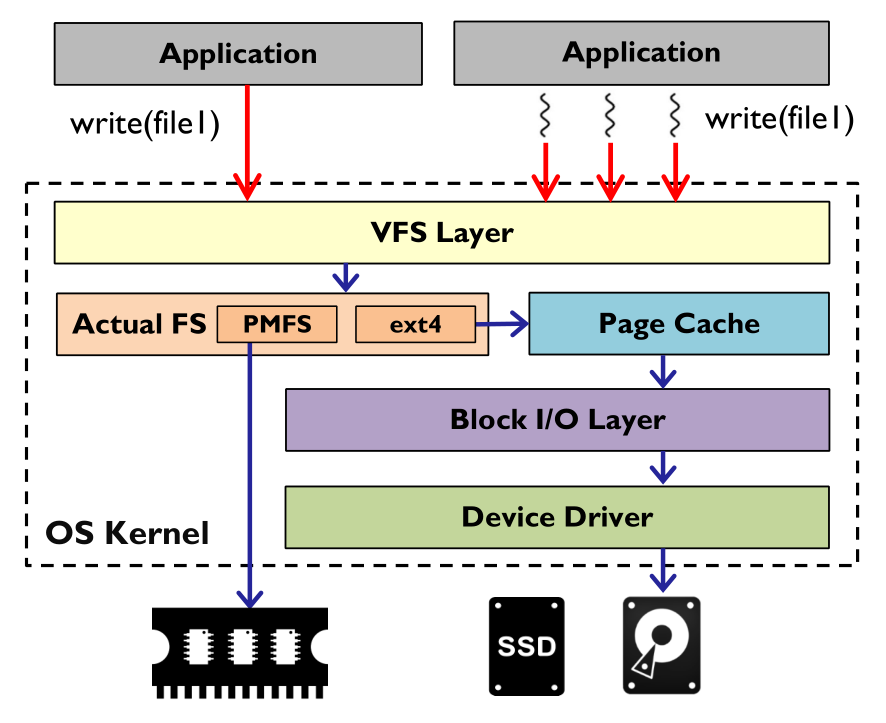 Application
Application
write(file1)
write(file1)
VFS Layer
Actual FS
PMFS
ext4
Page Cache
Block I/O Layer
Device Driver
OS Kernel
SSD